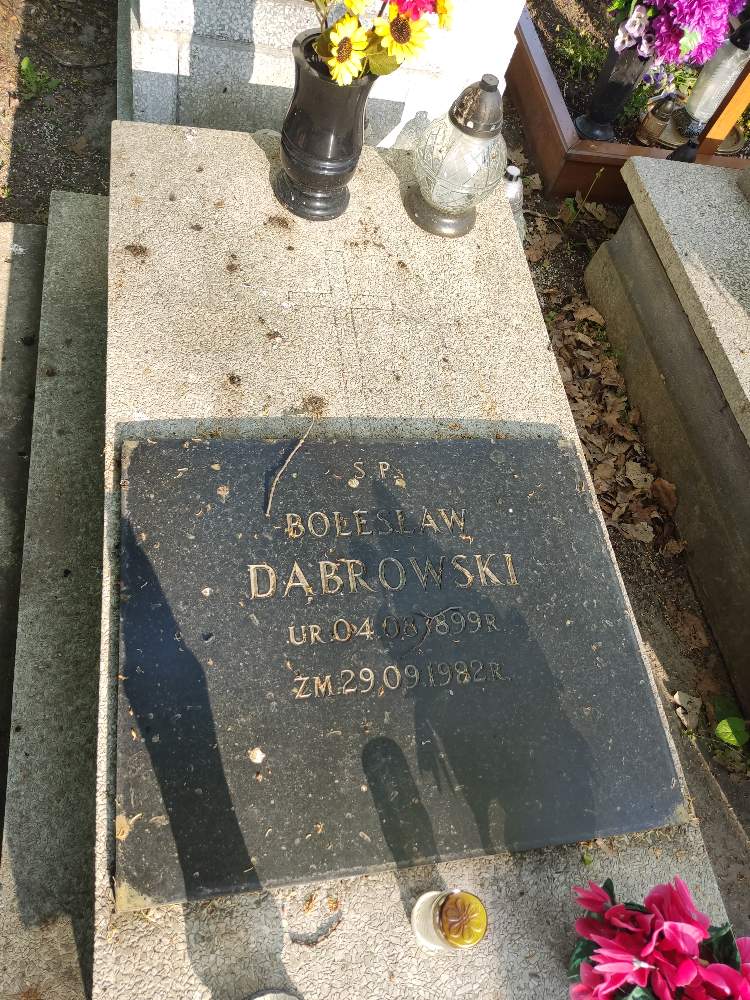 S. P.
BOLESŁAW
DĄBROWSKI
UR.04.08.1899R.
ZM.29.09.1982R.